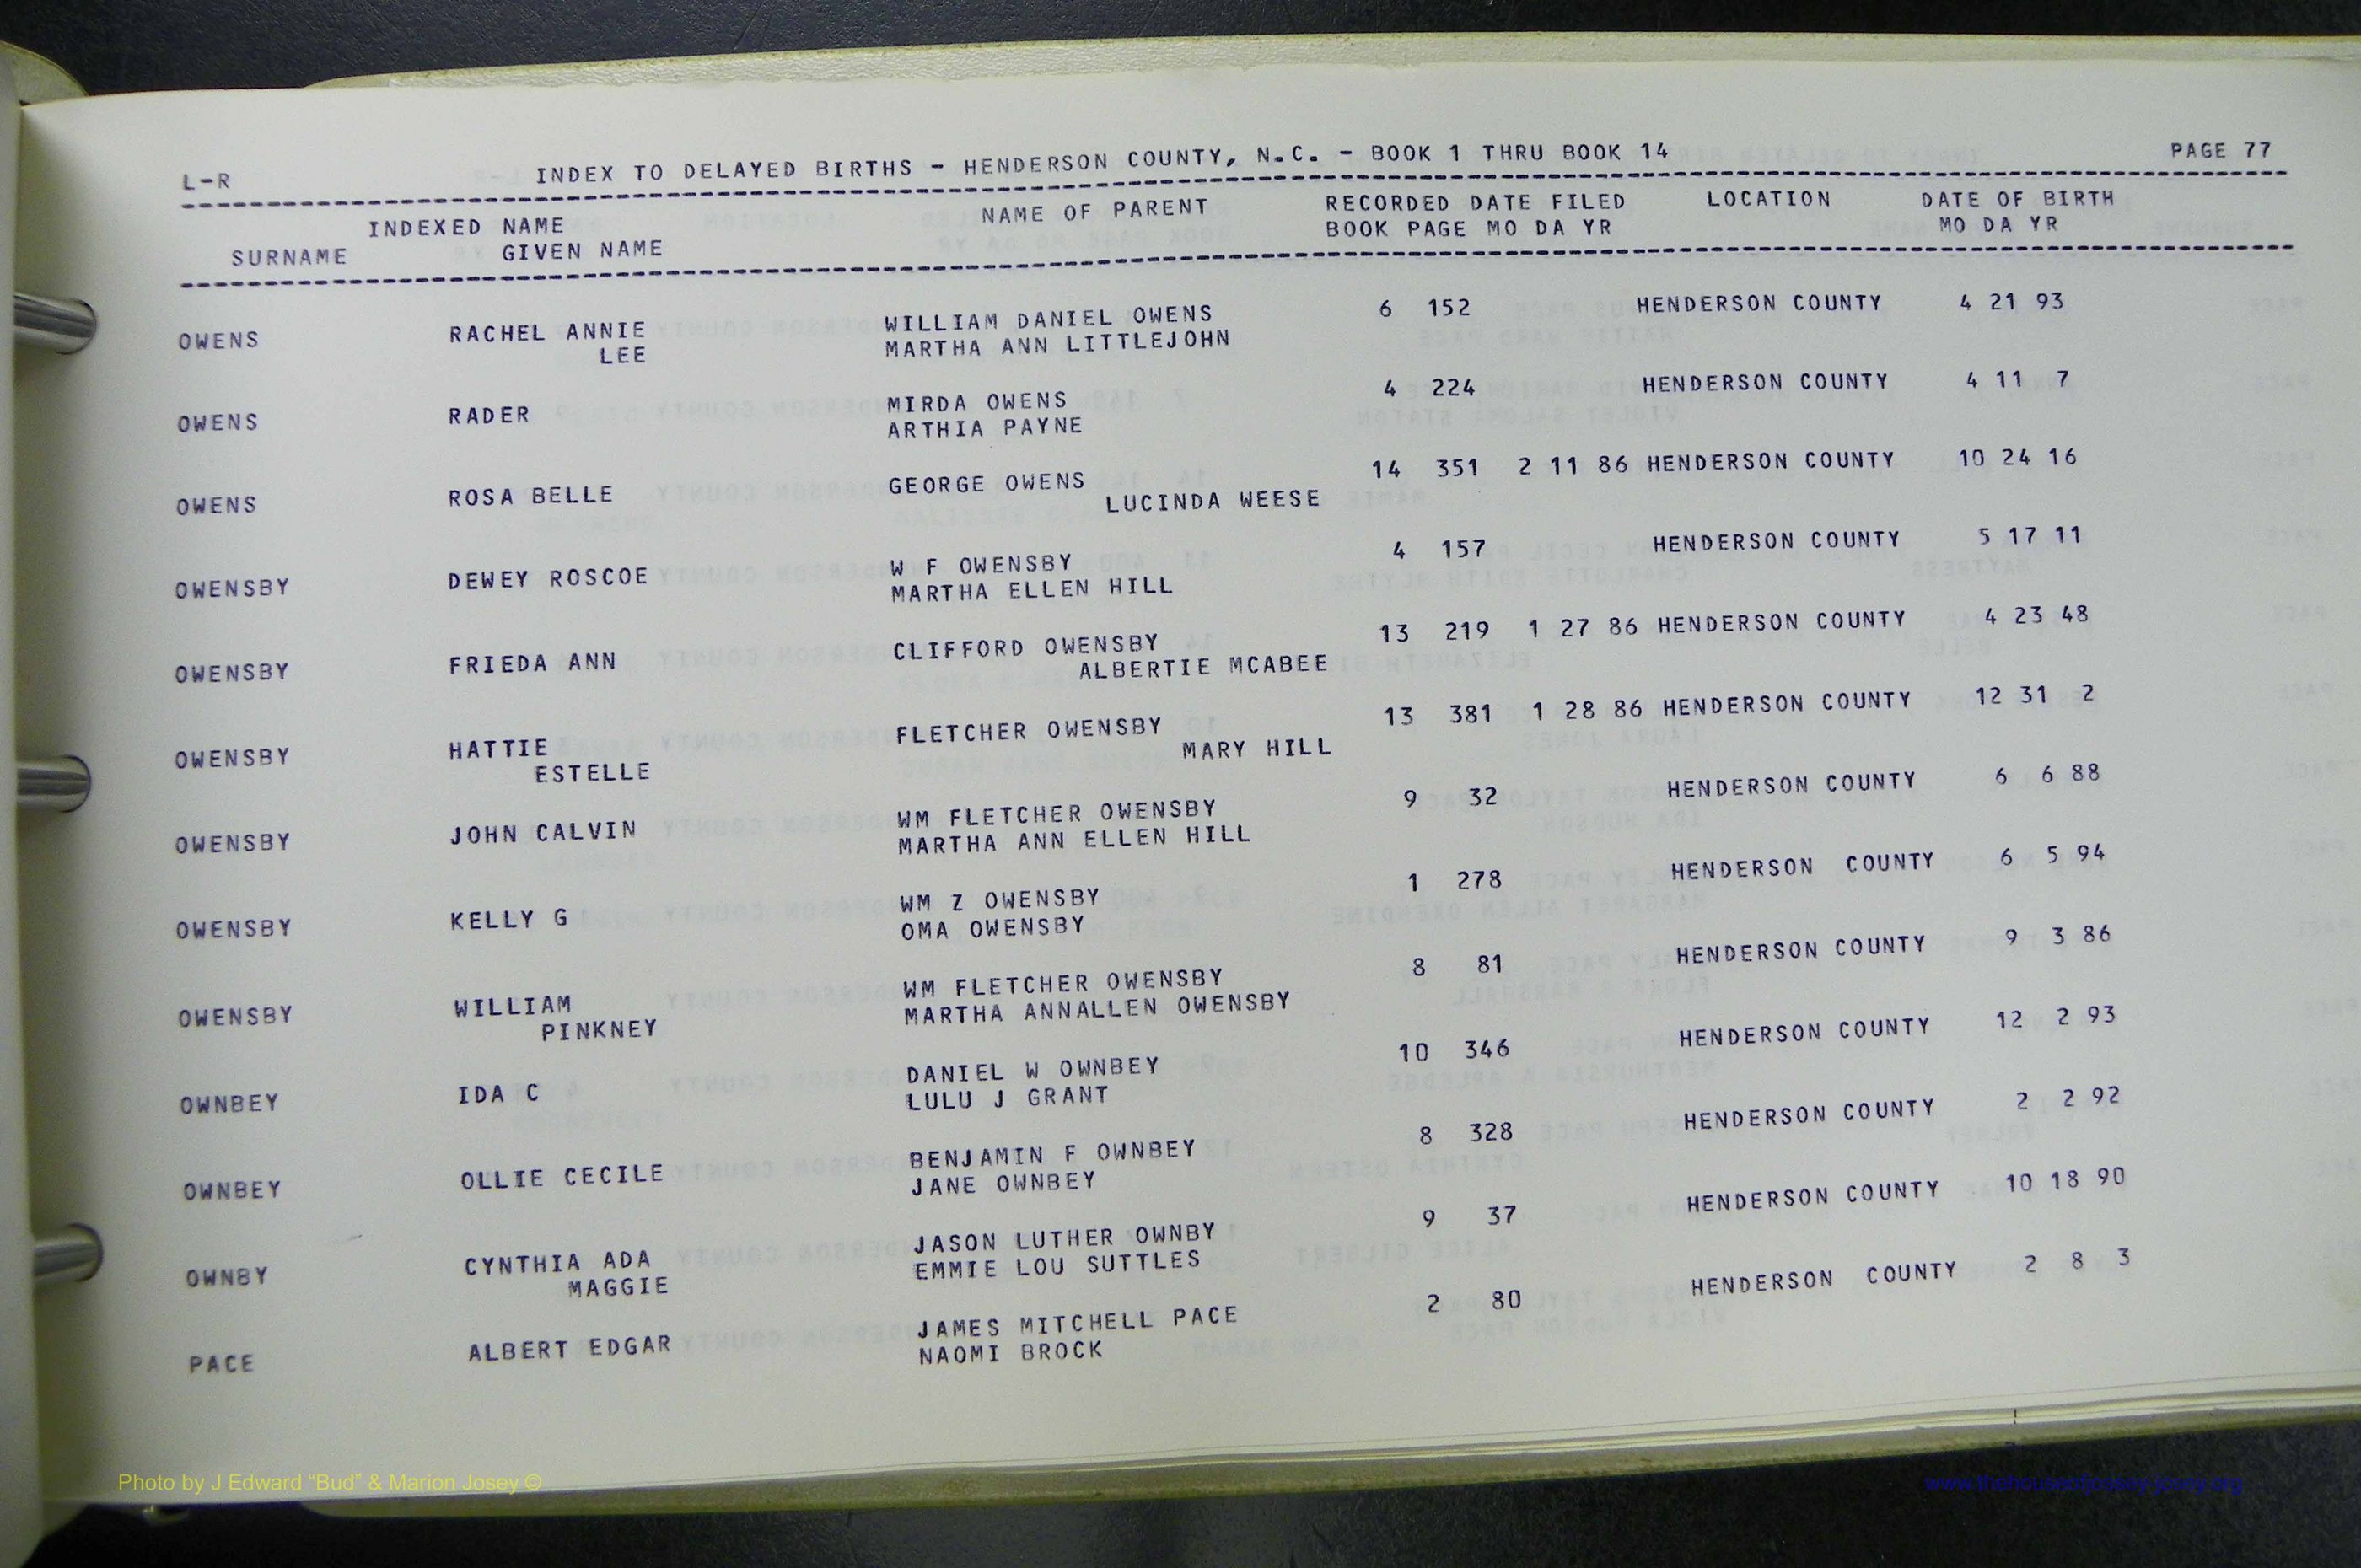 L-R INDEX TO DELAYED BIRTHS - HENDERSON COUNTY, N.C. - BOOK 1 THRU BOOK 14 PAGE 77
INDEXED NAME NAME OF PARENT RECORDED DATE FILED LOCATION DATE OF BIRTH
SURNAME GIVEN NAME BOOK PAGE MO DA YR MO DA YR
OWENS RACHEL ANNIE WILLIAM DANIEL OWENS 6 152 HENDERSON COUNTY 4 21 93
LEE MARTHA ANN LITTLEJOHN
OWENS RADER MIRDA OWENS 4 224 HENDERSON COUNTY 4 11 7
ARTHIA PAYNE
OWENS ROSA BELLE GEORGE OWENS 14 351 2 11 86 HENDERSON COUNTY 10 24 16
LUCINDA WEESE
OWENSBY DEWEY ROSCOE W F OWENSBY 4 157 HENDERSON COUNTY 5 17 11
MARTHA ELLEN HILL
OWENSBY FRIEDA ANN CLIFFORD OWENSBY 13 219 1 27 86 HENDERSON COUNTY 4 23 48
ALBERTIE MCABEE
OWENSBY HATTIE FLETCHER OWENSBY 13 381 1 28 86 HENDERSON COUNTY 12 31 2
ESTELLE MARY HILL
OWENSBY JOHN CALVIN WM FLETCHER OWENSBY 9 32 HENDERSON COUNTY 6 6 88
MARTHA ANN ELLEN HILL
OWENSBY KELLY G WM Z OWENSBY 1 278 HENDERSON COUNTY 6 5 94
OMA OWENSBY
OWENSBY WILLIAM WM FLETCHER OWENSBY 8 81 HENDERSON COUNTY 9 3 86
PINKNEY MARTHA ANNALLEN OWENSBY
OWNBEY IDA C DANIEL W OWNBEY 10 346 HENDERSON COUNTY 12 2 93
LULU J GRANT
OWNBEY OLLIE CECILE BENJAMIN F OWNBEY 8 328 HENDERSON COUNTY 2 2 92
JANE OWNBEY
OWNBY CYNTHIA ADA JASON LUTHER OWNBY 9 37 HENDERSON COUNTY 10 18 90
MAGGIE EMMIE LOU SUTTLES
PACE ALBERT EDGAR JAMES MITCHELL PACE 2 80 HENDERSON COUNTY 2 8 3
NAOMI BROCK
Photo by J Edward “Bud” & Marion Josey ©